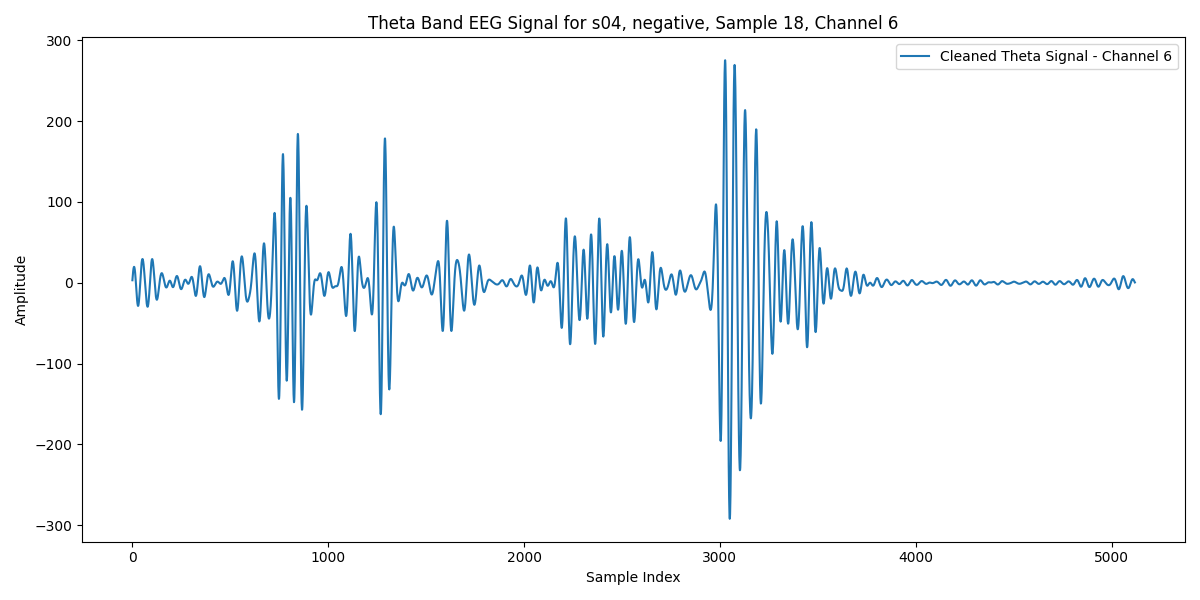 Theta Band EEG Signal for s04, negative, Sample 18, Channel 6
Cleaned Theta Signal - Channel 6
300
200
100
0
−100
−200
−300
Amplitude
0 1000 2000 3000 4000 5000
Sample Index